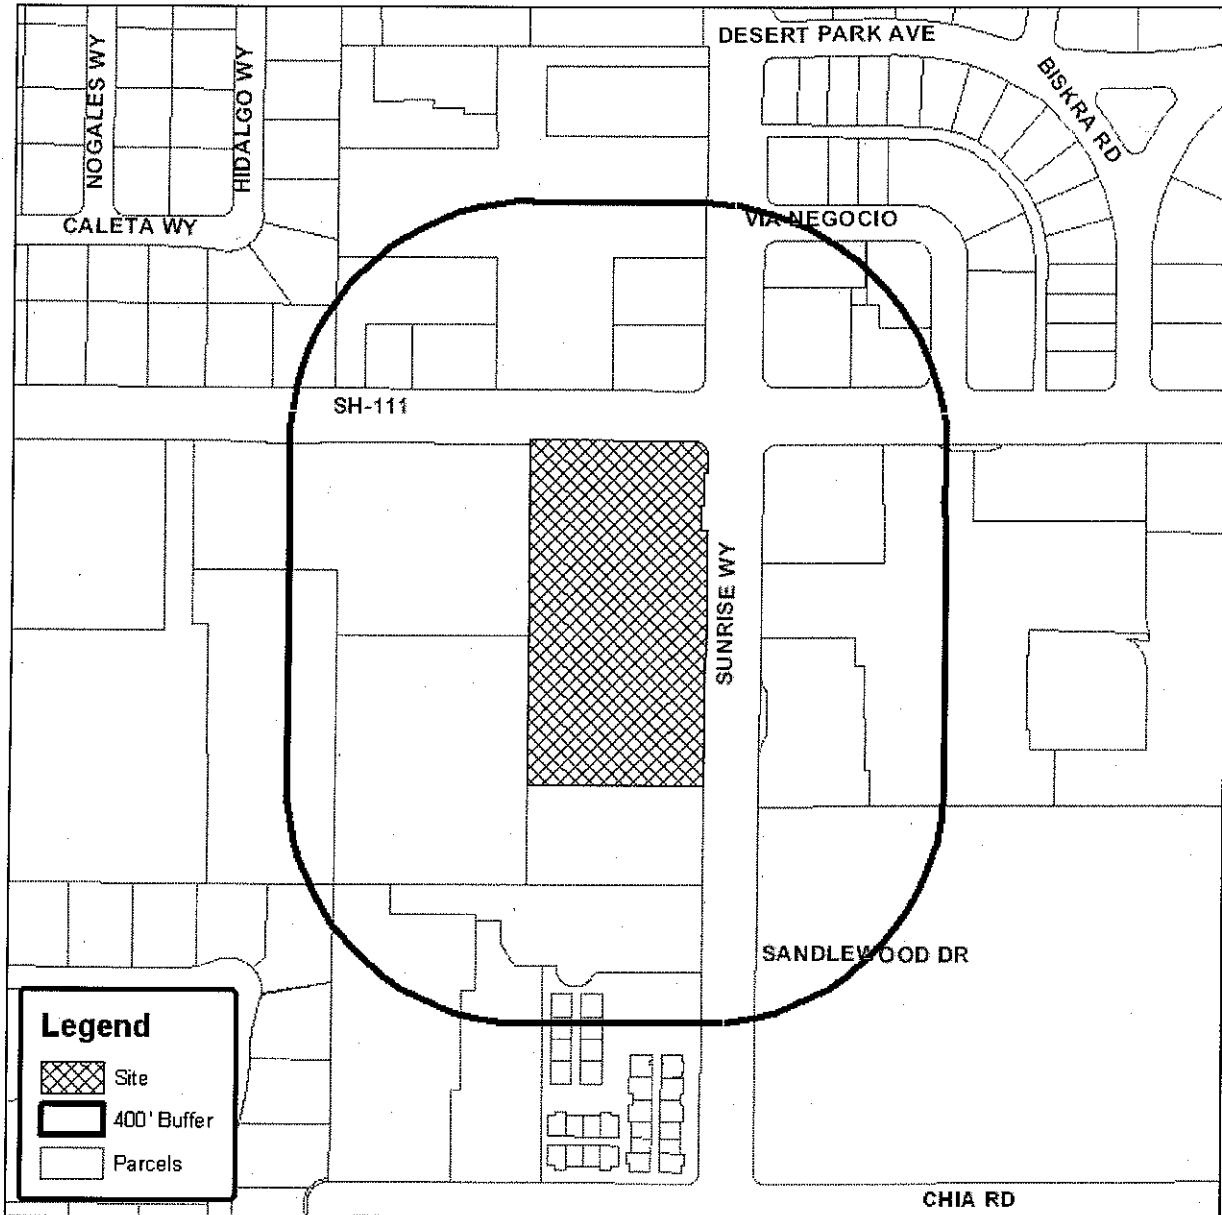 DESERT PARK AVE
NOGALES WY
HIDALGO WY
BISKRA RD
CALETA WY
VIA NEGOCIO
SH-111
SUNRISE WY
SANDLEWOOD DR
Legend
Site
400' Buffer
Parcels
CHIA RD